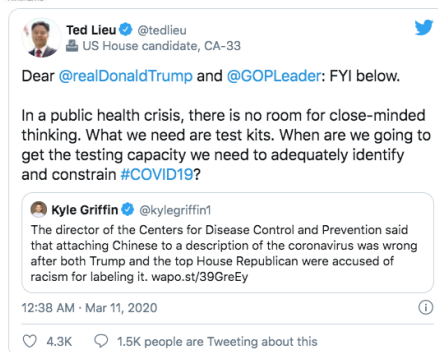 Ted Lieu @tedlieu
US House candidate, CA-33
Dear @realDonaldTrump and @GOPLeader: FYI below.
In a public health crisis, there is no room for close-minded
thinking. What we need are test kits. When are we going to
get the testing capacity we need to adequately identify
and constrain #COVID19?
Kyle Griffin @kylegriffin1
The director of the Centers for Disease Control and Prevention said
that attaching Chinese to a description of the coronavirus was wrong
after both Trump and the top House Republican were accused of
racism for labeling it. wapo.st/39GreEy
12:38 AM · Mar 11, 2020
4.3K 1.5K people are Tweeting about this